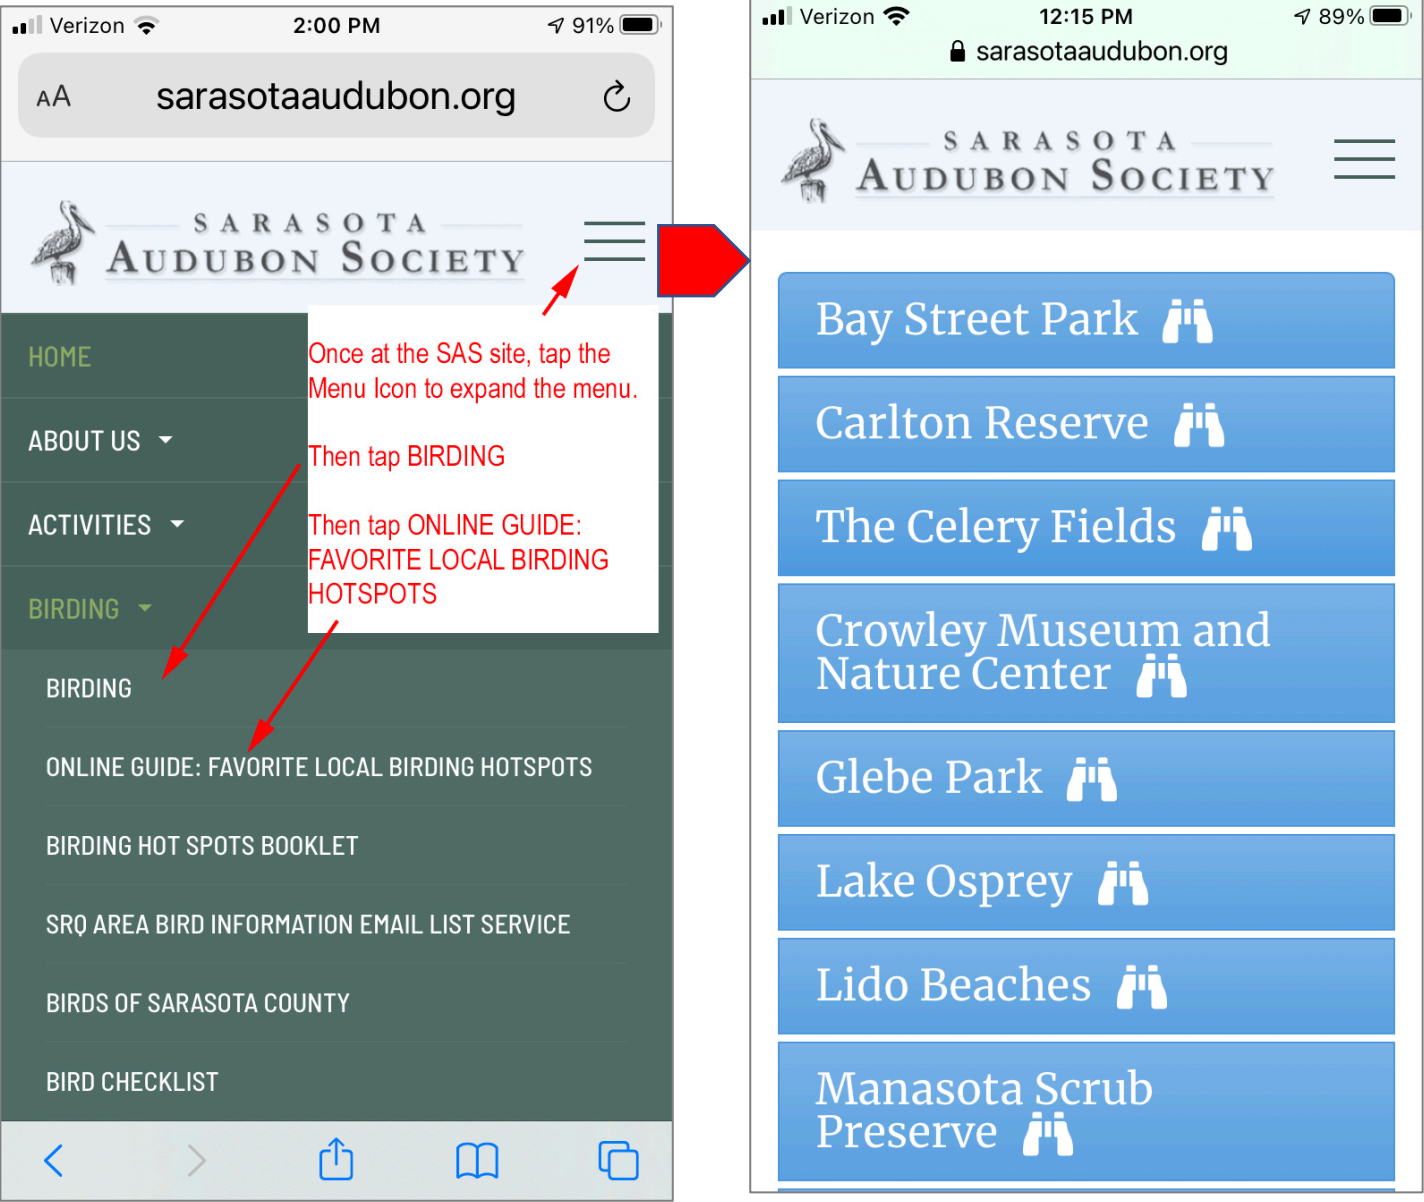 Verizon 2:00 PM 91%
AA sarasotaaudubon.org
SARASOTA
AUDUBON SOCIETY
HOME
ABOUT US
ACTIVITIES
BIRDING
Once at the SAS site, tap the
Menu Icon to expand the menu.
Then tap BIRDING
Then tap ONLINE GUIDE:
FAVORITE LOCAL BIRDING
HOTSPOTS
BIRDING
ONLINE GUIDE: FAVORITE LOCAL BIRDING HOTSPOTS
BIRDING HOT SPOTS BOOKLET
SRQ AREA BIRD INFORMATION EMAIL LIST SERVICE
BIRDS OF SARASOTA COUNTY
BIRD CHECKLIST
Verizon 12:15 PM 89%
sarasotaaudubon.org
SARASOTA
AUDUBON SOCIETY
Bay Street Park
Carlton Reserve
The Celery Fields
Crowley Museum and
Nature Center
Glebe Park
Lake Osprey
Lido Beaches
Manasota Scrub
Preserve